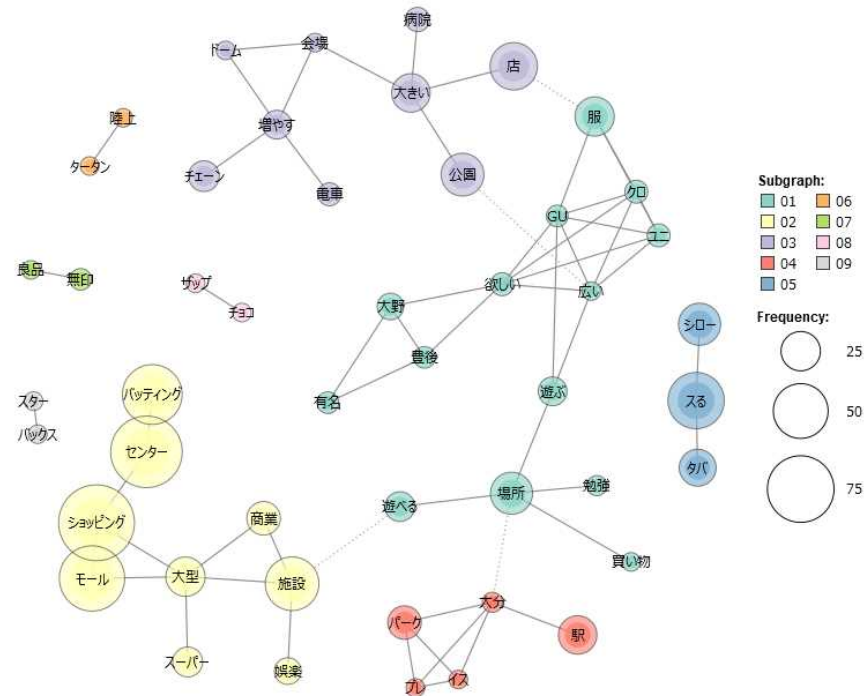 病院
ドーム
会場
店
大きい
服
陸上
増やす
タータン
チェーン
公園
電車
クロ
GU
ユニ
良品
無印
ザップ
チョコ
欲しい
広い
大野
豊後
有名
遊ぶ
シロー
スる
タバ
スター
バックス
バッティング
センター
ショッピング
モール
大型
商業
施設
スーパー
娯楽
遊べる
場所
勉強
買い物
大分
パーク
駅
プレ
イス
Subgraph:
01 06
02 07
03 08
04 09
05
Frequency:
25
50
75